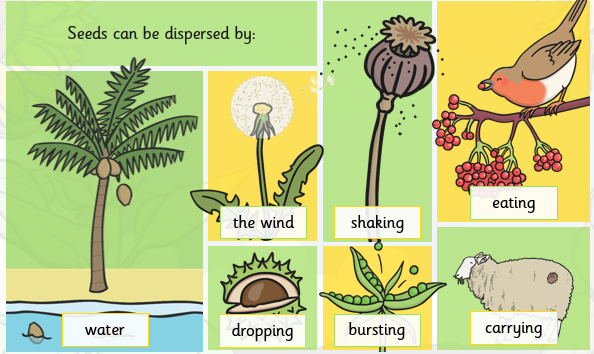 Seeds can be dispersed by:
the wind
shaking
eating
water
dropping
bursting
carrying